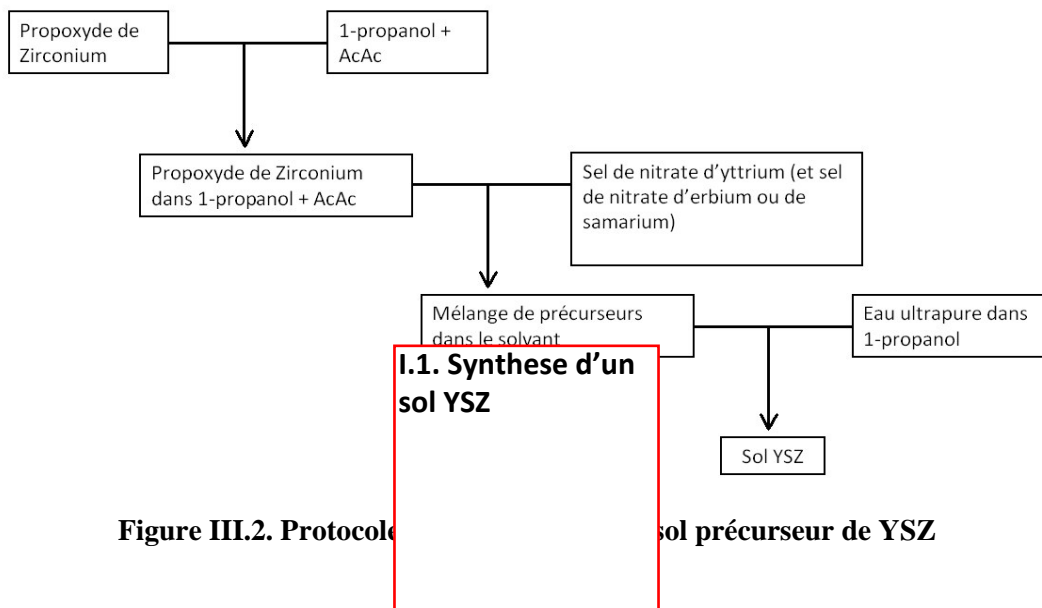 Propoxyde de
Zirconium
1-propanol +
AcAc
Propoxyde de Zirconium
dans 1-propanol + AcAc
Sel de nitrate d'yttrium (et sel
de nitrate d'erbium ou de
samarium)
Mélange de précurseurs
dans le solvant
Eau ultrapure dans
1-propanol
I.1. Synthese d'un
sol YSZ
Sol YSZ
Figure III.2. Protocole sol précurseur de YSZ